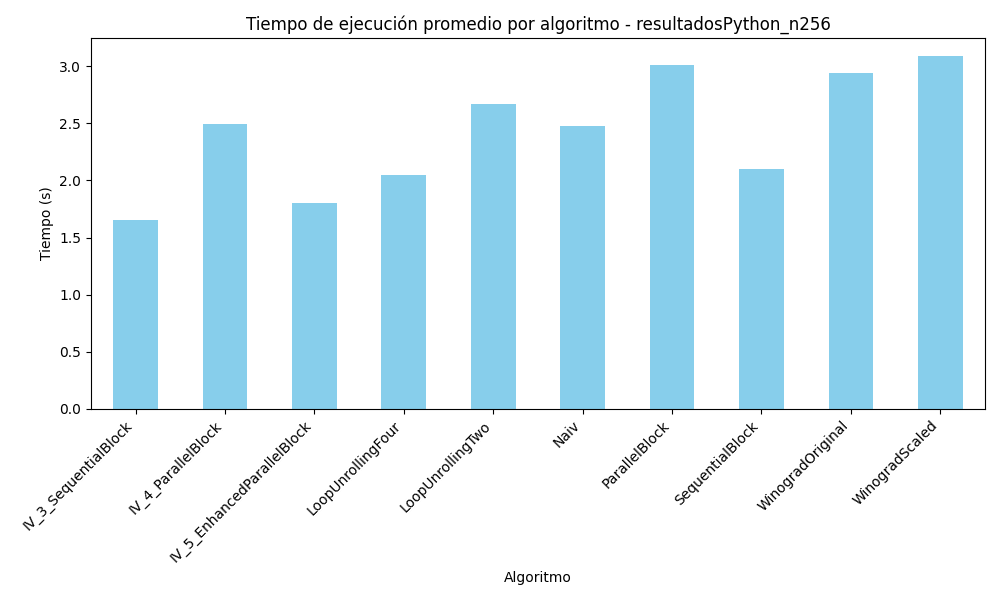 Tiempo de ejecución promedio por algoritmo - resultadosPython_n256
Tiempo (s)
3.0
2.5
2.0
1.5
1.0
0.5
0.0
IV_3_SequentialBlock
IV_4_ParallelBlock
IV_5_EnhancedParallelBlock
LoopUnrollingFour
LoopUnrollingTwo
Naiv
ParallelBlock
SequentialBlock
WinogradOriginal
WinogradScaled
Algoritmo